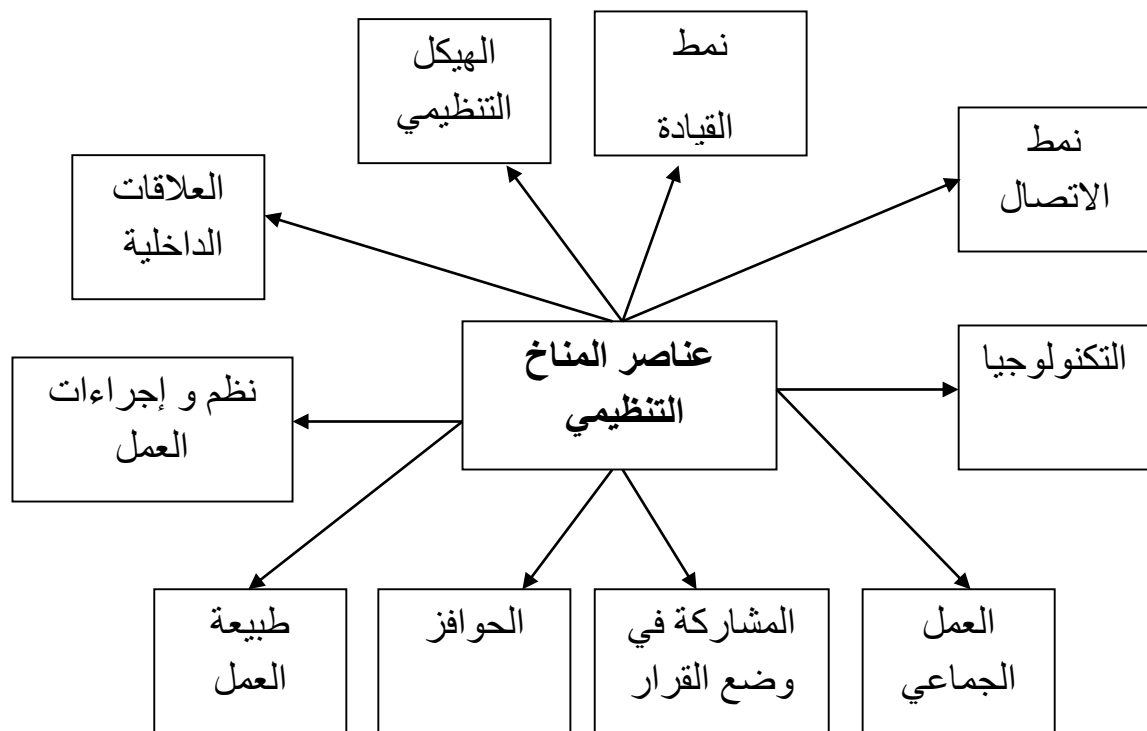 نمط
القيادة
الهيكل
التنظيمي
نمط
الاتصال
العلاقات
الداخلية
عناصر المناخ
التنظيمي
التكنولوجيا
نظم و إجراءات
العمل
العمل
الجماعي
المشاركة في
وضع القرار
الحوافز
طبيعة
العمل